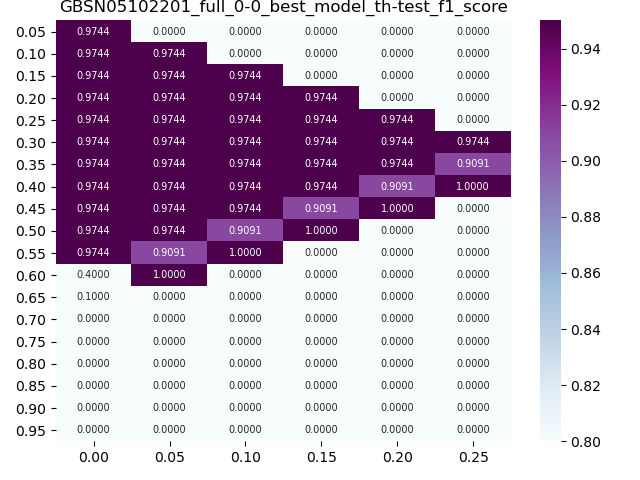 GBSN05102201_full_0-0_best_model_th-test_f1_score
0.05 0.9744 0.0000 0.0000 0.0000 0.0000 0.0000
0.10 0.9744 0.9744 0.0000 0.0000 0.0000 0.0000
0.15 0.9744 0.9744 0.9744 0.0000 0.0000 0.0000
0.20 0.9744 0.9744 0.9744 0.9744 0.0000 0.0000
0.25 0.9744 0.9744 0.9744 0.9744 0.9744 0.0000
0.30 0.9744 0.9744 0.9744 0.9744 0.9744 0.9744
0.35 0.9744 0.9744 0.9744 0.9744 0.9744 0.9091
0.40 0.9744 0.9744 0.9744 0.9744 0.9091 1.0000
0.45 0.9744 0.9744 0.9744 0.9091 1.0000 0.0000
0.50 0.9744 0.9744 0.9091 1.0000 0.0000 0.0000
0.55 0.9744 0.9091 1.0000 0.0000 0.0000 0.0000
0.60 0.4000 1.0000 0.0000 0.0000 0.0000 0.0000
0.65 0.1000 0.0000 0.0000 0.0000 0.0000 0.0000
0.70 0.0000 0.0000 0.0000 0.0000 0.0000 0.0000
0.75 0.0000 0.0000 0.0000 0.0000 0.0000 0.0000
0.80 0.0000 0.0000 0.0000 0.0000 0.0000 0.0000
0.85 0.0000 0.0000 0.0000 0.0000 0.0000 0.0000
0.90 0.0000 0.0000 0.0000 0.0000 0.0000 0.0000
0.95 0.0000 0.0000 0.0000 0.0000 0.0000 0.0000
0.00 0.05 0.10 0.15 0.20 0.25
0.94
0.92
0.90
0.88
0.86
0.84
0.82
0.80